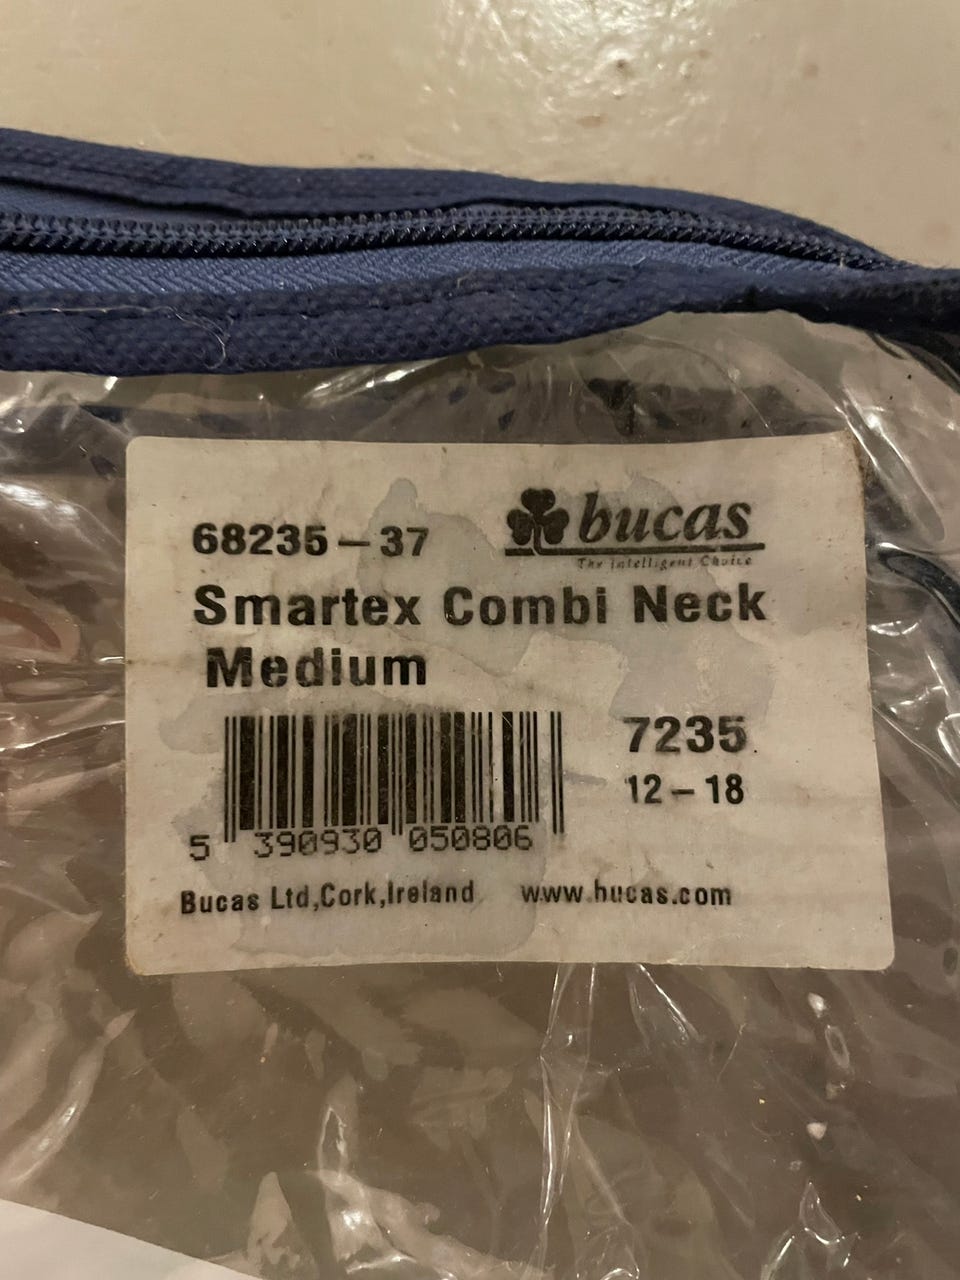 68235-37
bucas
The Intelligent Choice
Smartex Combi Neck
Medium
7235
12-18
5 390930 050806
Bucas Ltd,Cork,Ireland www.bucas.com